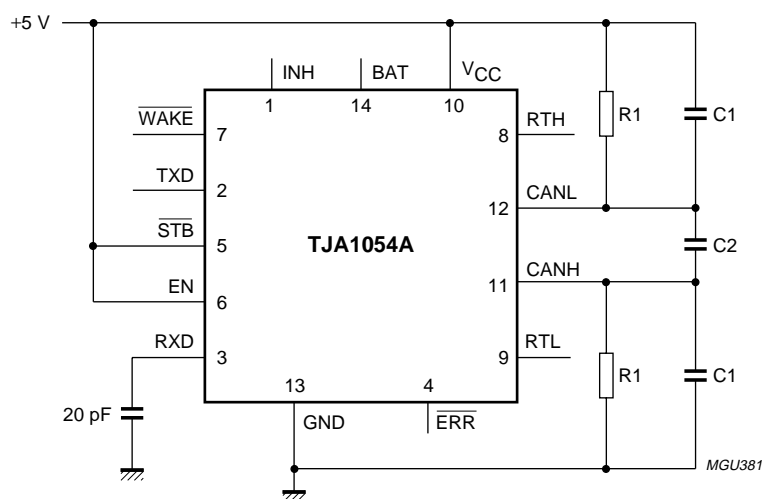 +5 V
INH
BAT
VCC
1
14
10
WAKE
7
RTH
8
R1
C1
TXD
2
CANL
12
STB
5
TJA1054A
C2
EN
6
CANH
11
RXD
3
RTL
9
R1
C1
20 pF
13
4
GND
ERR
MGU381